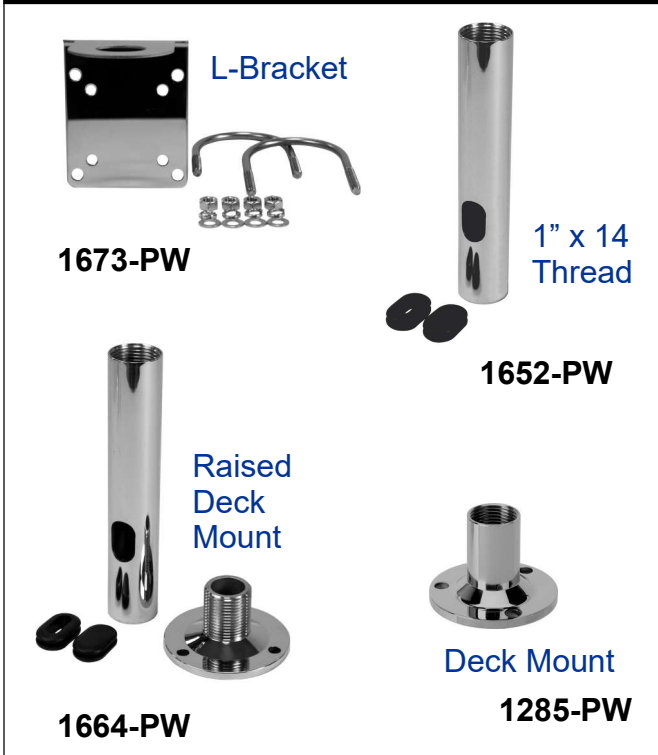 L-Bracket
1673-PW
1” x 14
Thread
1652-PW
Raised
Deck
Mount
1664-PW
Deck Mount
1285-PW